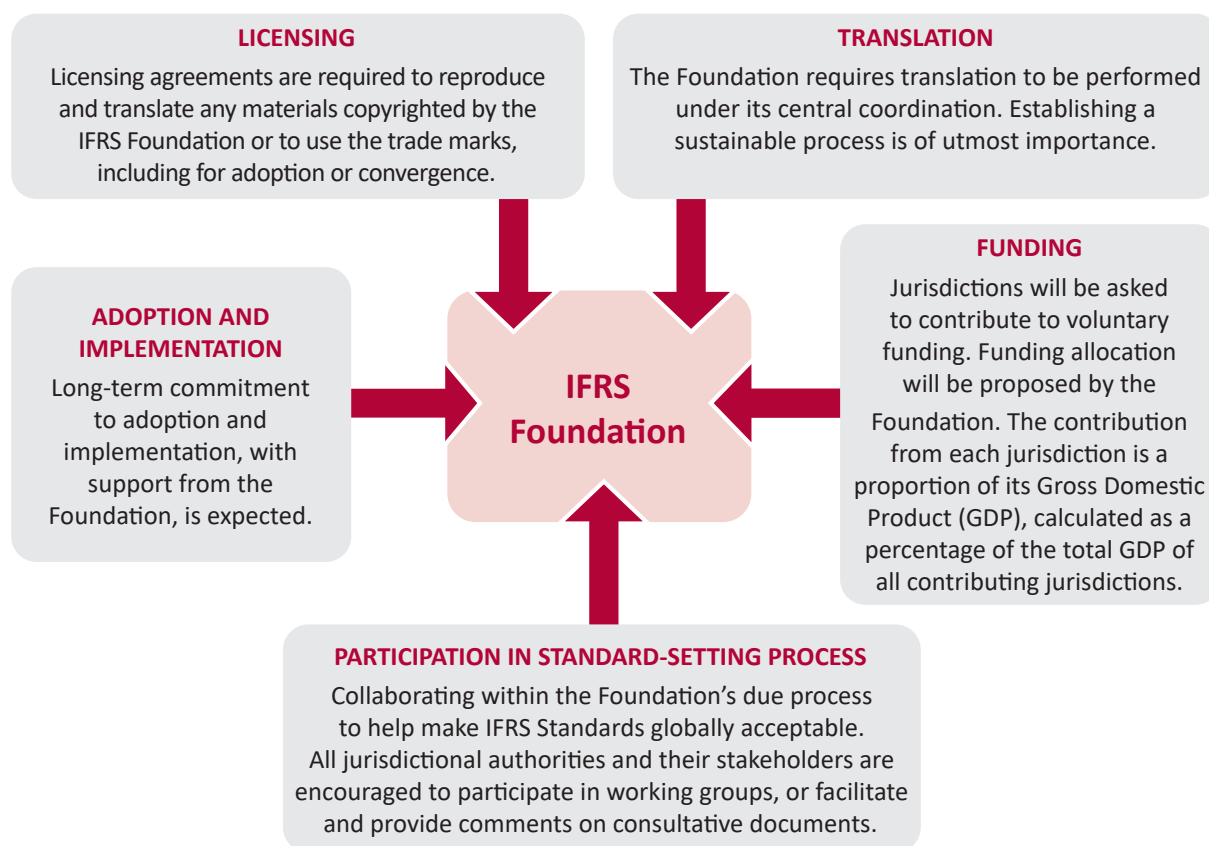 LICENSING
Licensing agreements are required to reproduce
and translate any materials copyrighted by the
IFRS Foundation or to use the trade marks,
including for adoption or convergence.
TRANSLATION
The Foundation requires translation to be performed
under its central coordination. Establishing a
sustainable process is of utmost importance.
ADOPTION AND
IMPLEMENTATION
Long-term commitment
to adoption and
implementation, with
support from the
Foundation, is expected.
IFRS
Foundation
FUNDING
Jurisdictions will be asked
to contribute to voluntary
funding. Funding allocation
will be proposed by the
Foundation. The contribution
from each jurisdiction is a
proportion of its Gross Domestic
Product (GDP), calculated as a
percentage of the total GDP of
all contributing jurisdictions.
PARTICIPATION IN STANDARD-SETTING PROCESS
Collaborating within the Foundation’s due process
to help make IFRS Standards globally acceptable.
All jurisdictional authorities and their stakeholders are
encouraged to participate in working groups, or facilitate
and provide comments on consultative documents.